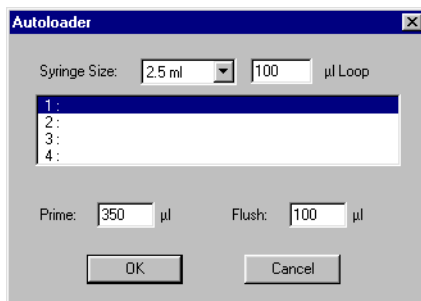 Autoloader
Syringe Size: 2.5 ml 100 µl Loop
1 :
2 :
3 :
4 :
Prime: 350 µl Flush: 100 µl
OK Cancel